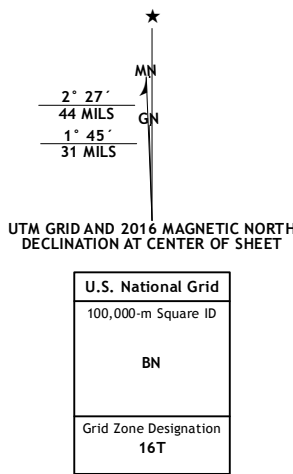 ★
MN
2° 27´
44 MILS
GN
1° 45´
31 MILS
UTM GRID AND 2016 MAGNETIC NORTH
DECLINATION AT CENTER OF SHEET
U.S. National Grid
100,000-m Square ID
BN
Grid Zone Designation
16T